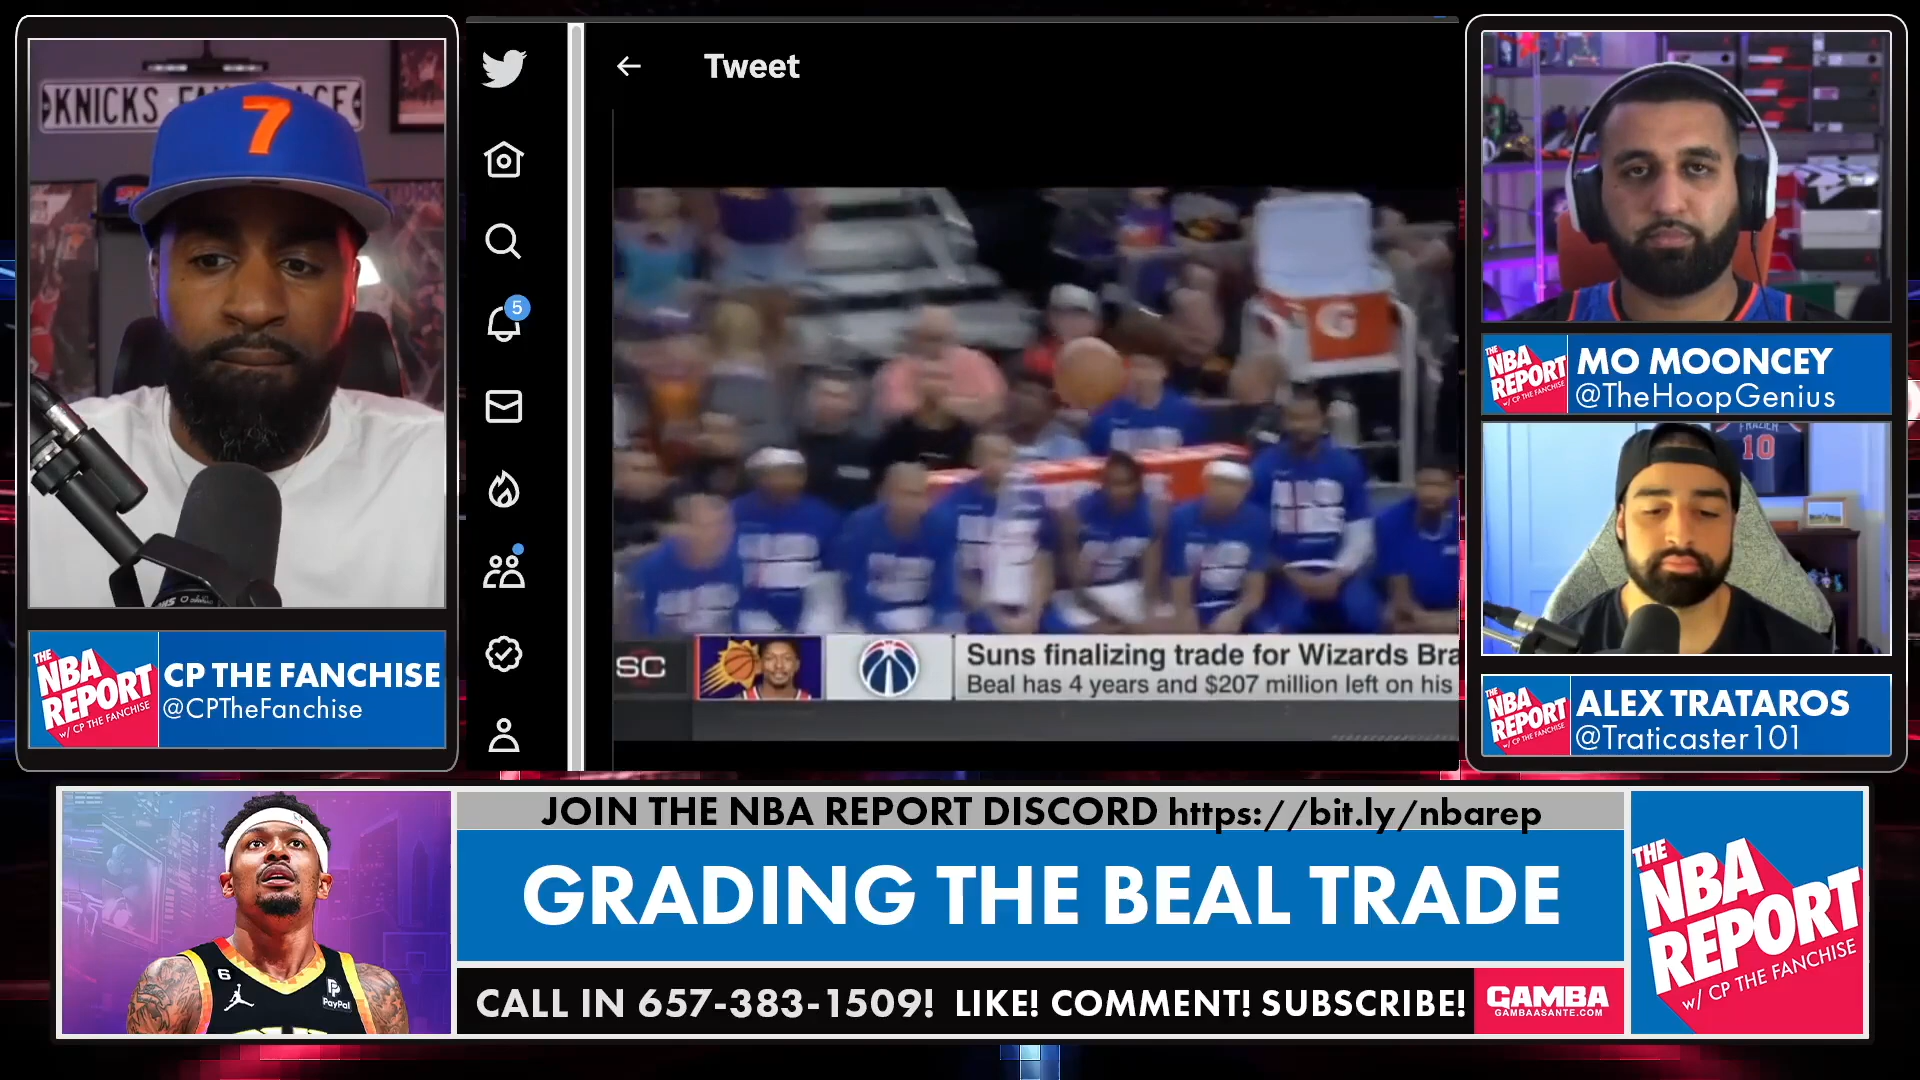 KNICKS FAN
7
THE
NBA
REPORT
w/ CP THE FANCHISE
CP THE FANCHISE
@CPTheFanchise
Tweet
5
G
SC
Suns finalizing trade for Wizards Bra
Beal has 4 years and $207 million left on his
THE
NBA
REPORT
w/ CP THE FANCHISE
MO MOONCEY
@TheHoopGenius
FRAZIER
10
THE
NBA
REPORT
w/ CP THE FANCHISE
ALEX TRATAROS
@Traticaster101
6
PayPal
JOIN THE NBA REPORT DISCORD https://bit.ly/nbarep
GRADING THE BEAL TRADE
CALL IN 657-383-1509! LIKE! COMMENT! SUBSCRIBE!
GAMBA
GAMBAASANTE.COM
THE
NBA
REPORT
w/ CP THE FANCHISE